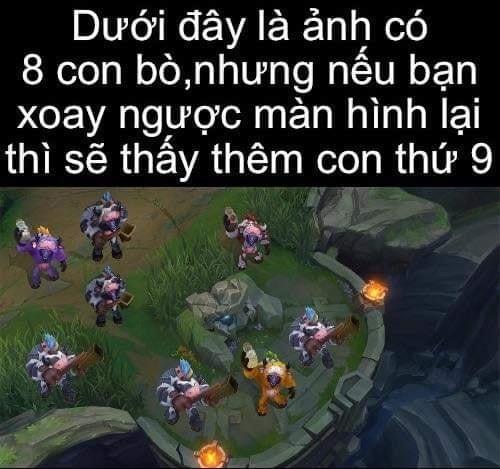 Dưới đây là ảnh có
8 con bò,nhưng nếu bạn
xoay ngược màn hình lại
thì sẽ thấy thêm con thứ 9